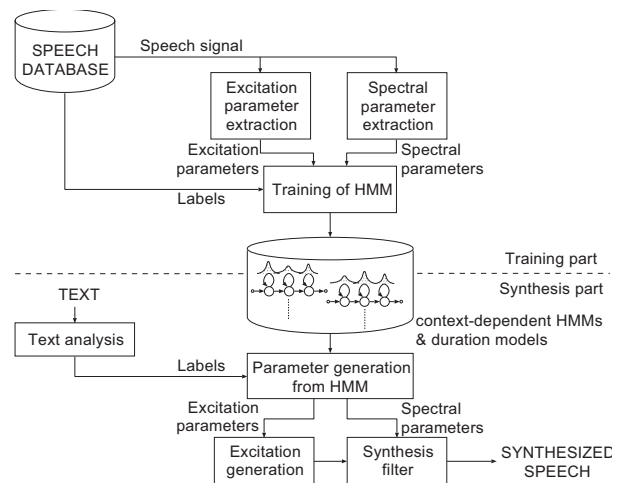 SPEECH
DATABASE
Speech signal
Excitation
parameter
extraction
Spectral
parameter
extraction
Excitation
parameters
Spectral
parameters
Labels
Training of HMM
Training part
Synthesis part
context-dependent HMMs
& duration models
TEXT
Text analysis
Labels
Parameter generation
from HMM
Excitation
parameters
Spectral
parameters
Excitation
generation
Synthesis
filter
SYNTHESIZED
SPEECH